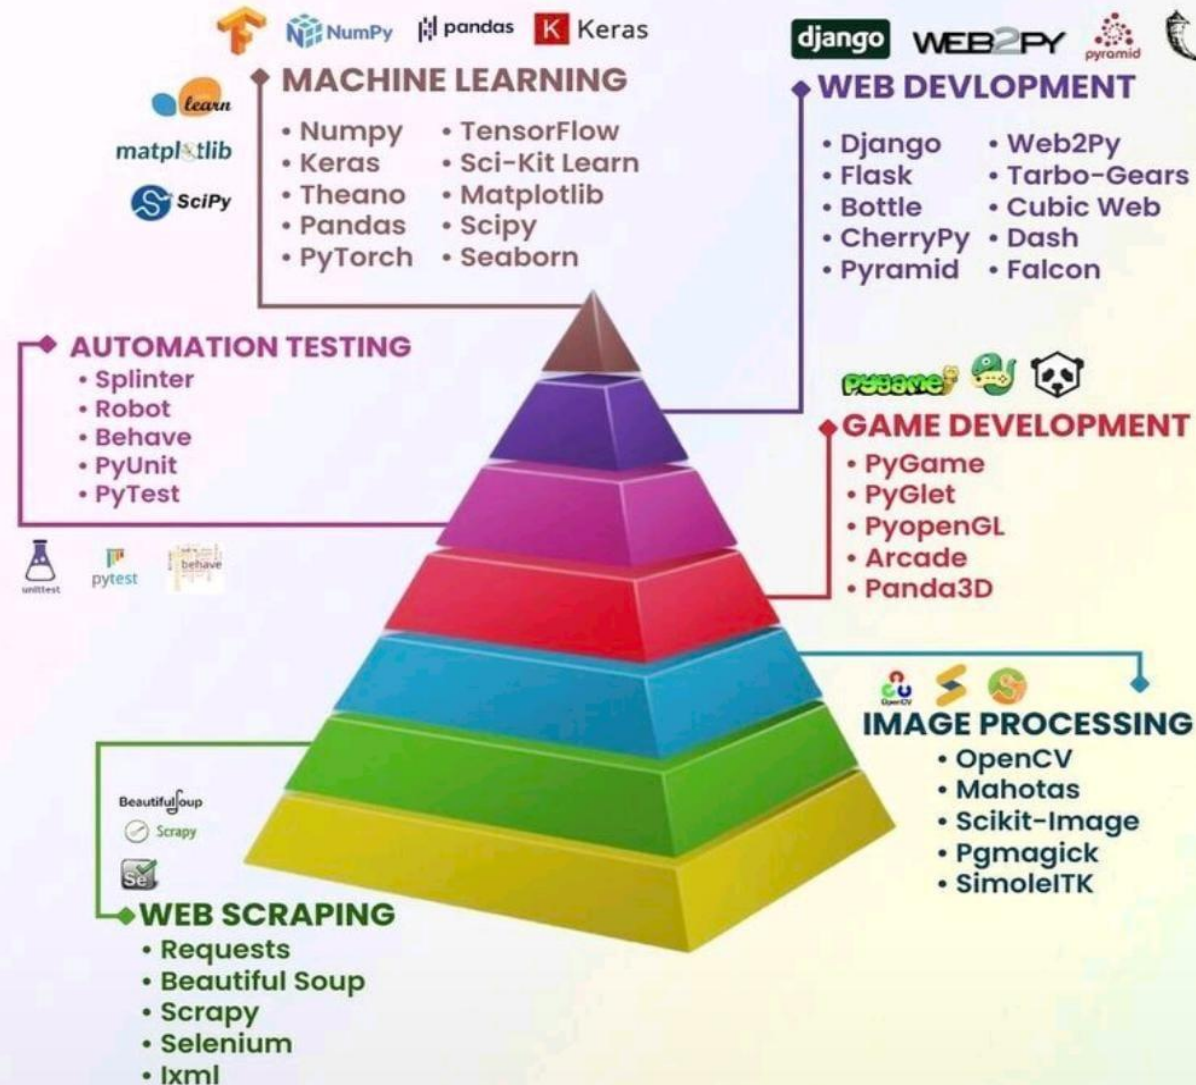 NumPy pandas K Keras
django WEB2PY pyramid
learn
matplotlib
SciPy
MACHINE LEARNING
• Numpy
• Keras
• Theano
• Pandas
• PyTorch
• TensorFlow
• Sci-Kit Learn
• Matplotlib
• Scipy
• Seaborn
WEB DEVLOPMENT
• Django
• Flask
• Bottle
• CherryPy
• Pyramid
• Web2Py
• Tarbo-Gears
• Cubic Web
• Dash
• Falcon
AUTOMATION TESTING
• Splinter
• Robot
• Behave
• PyUnit
• PyTest
unittest
pytest
behave
pygame
GAME DEVELOPMENT
• PyGame
• PyGlet
• PyopenGL
• Arcade
• Panda3D
OpenCV
IMAGE PROCESSING
• OpenCV
• Mahotas
• Scikit-Image
• Pgmagick
• SimoleITK
BeautifulSoup
Scrapy
Se
WEB SCRAPING
• Requests
• Beautiful Soup
• Scrapy
• Selenium
• lxml